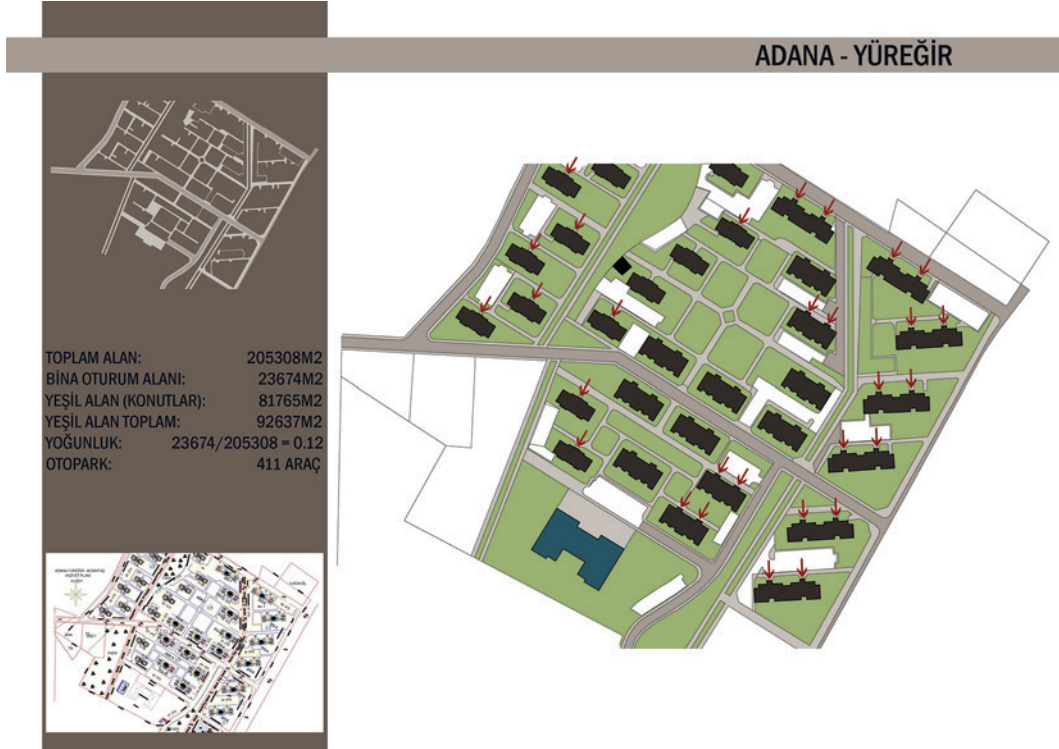 ADANA - YÜREĞİR
TOPLAM ALAN: 205308M2
BİNA OTURUM ALANI: 23674M2
YEŞİL ALAN (KONUTLAR): 81765M2
YEŞİL ALAN TOPLAM: 92637M2
YOĞUNLUK: 23674/205308 = 0.12
OTOPARK: 411 ARAÇ